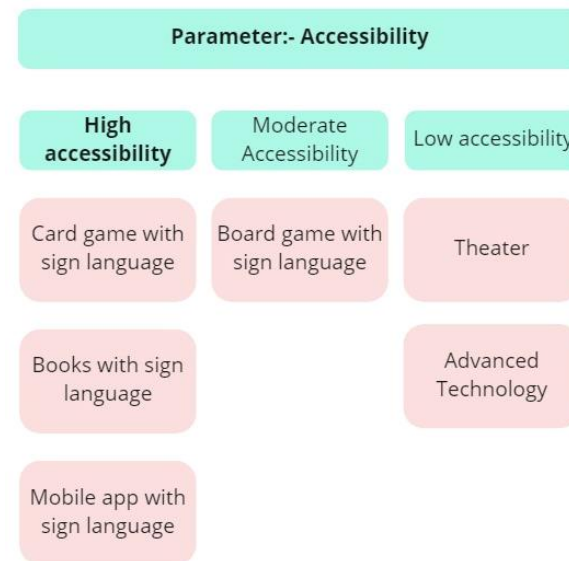 Parameter:- Accessibility
High
accessibility
Moderate
Accessibility
Low accessibility
Card game with
sign language
Board game with
sign language
Theater
Books with sign
language
Advanced
Technology
Mobile app with
sign language